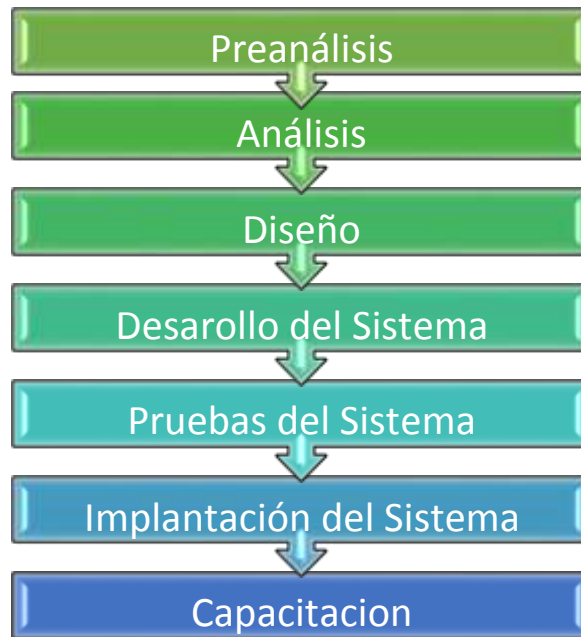 Preanálisis
Análisis
Diseño
Desarollo del Sistema
Pruebas del Sistema
Implantación del Sistema
Capacitacion